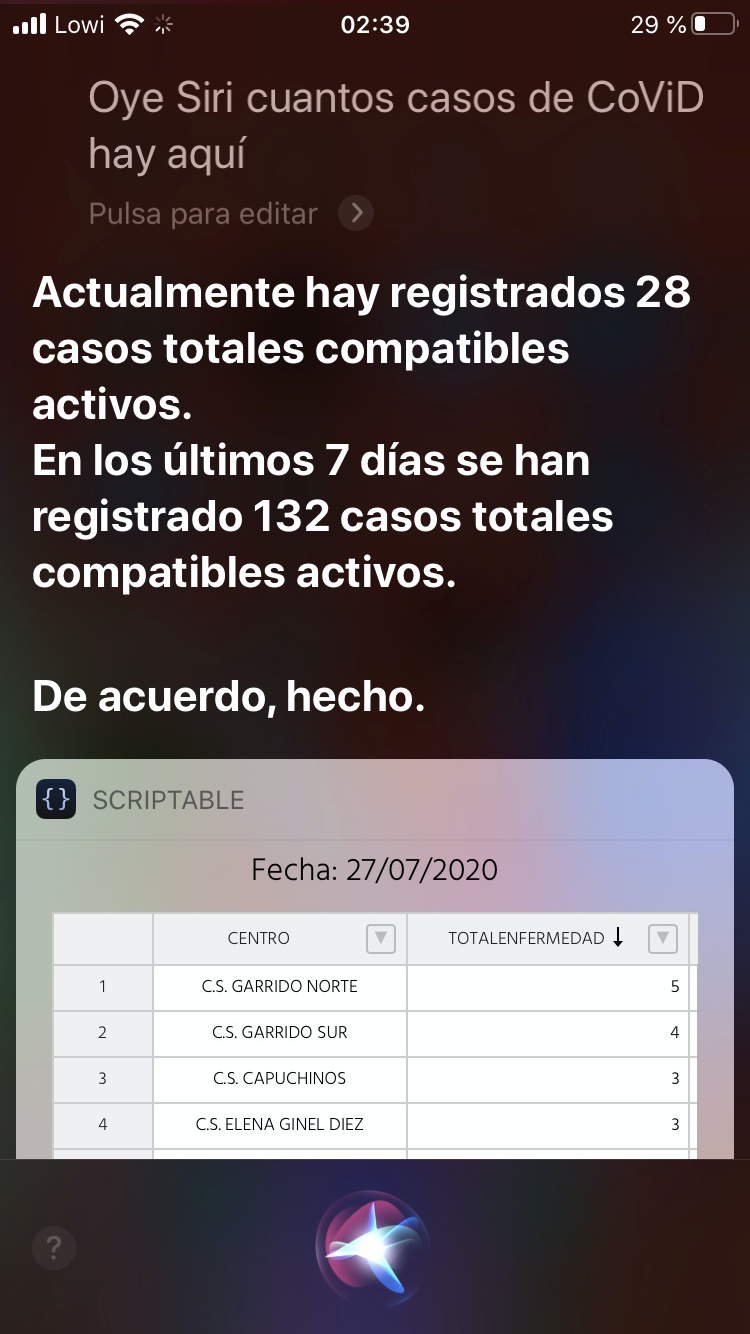 Lowi 02:39 29 %
Oye Siri cuantos casos de CoViD
hay aquí
Pulsa para editar
Actualmente hay registrados 28
casos totales compatibles
activos.
En los últimos 7 días se han
registrado 132 casos totales
compatibles activos.
De acuerdo, hecho.
{} SCRIPTABLE
Fecha: 27/07/2020
CENTRO TOTALENFERMEDAD ↓
1 C.S. GARRIDO NORTE 5
2 C.S. GARRIDO SUR 4
3 C.S. CAPUCHINOS 3
4 C.S. ELENA GINEL DIEZ 3
?